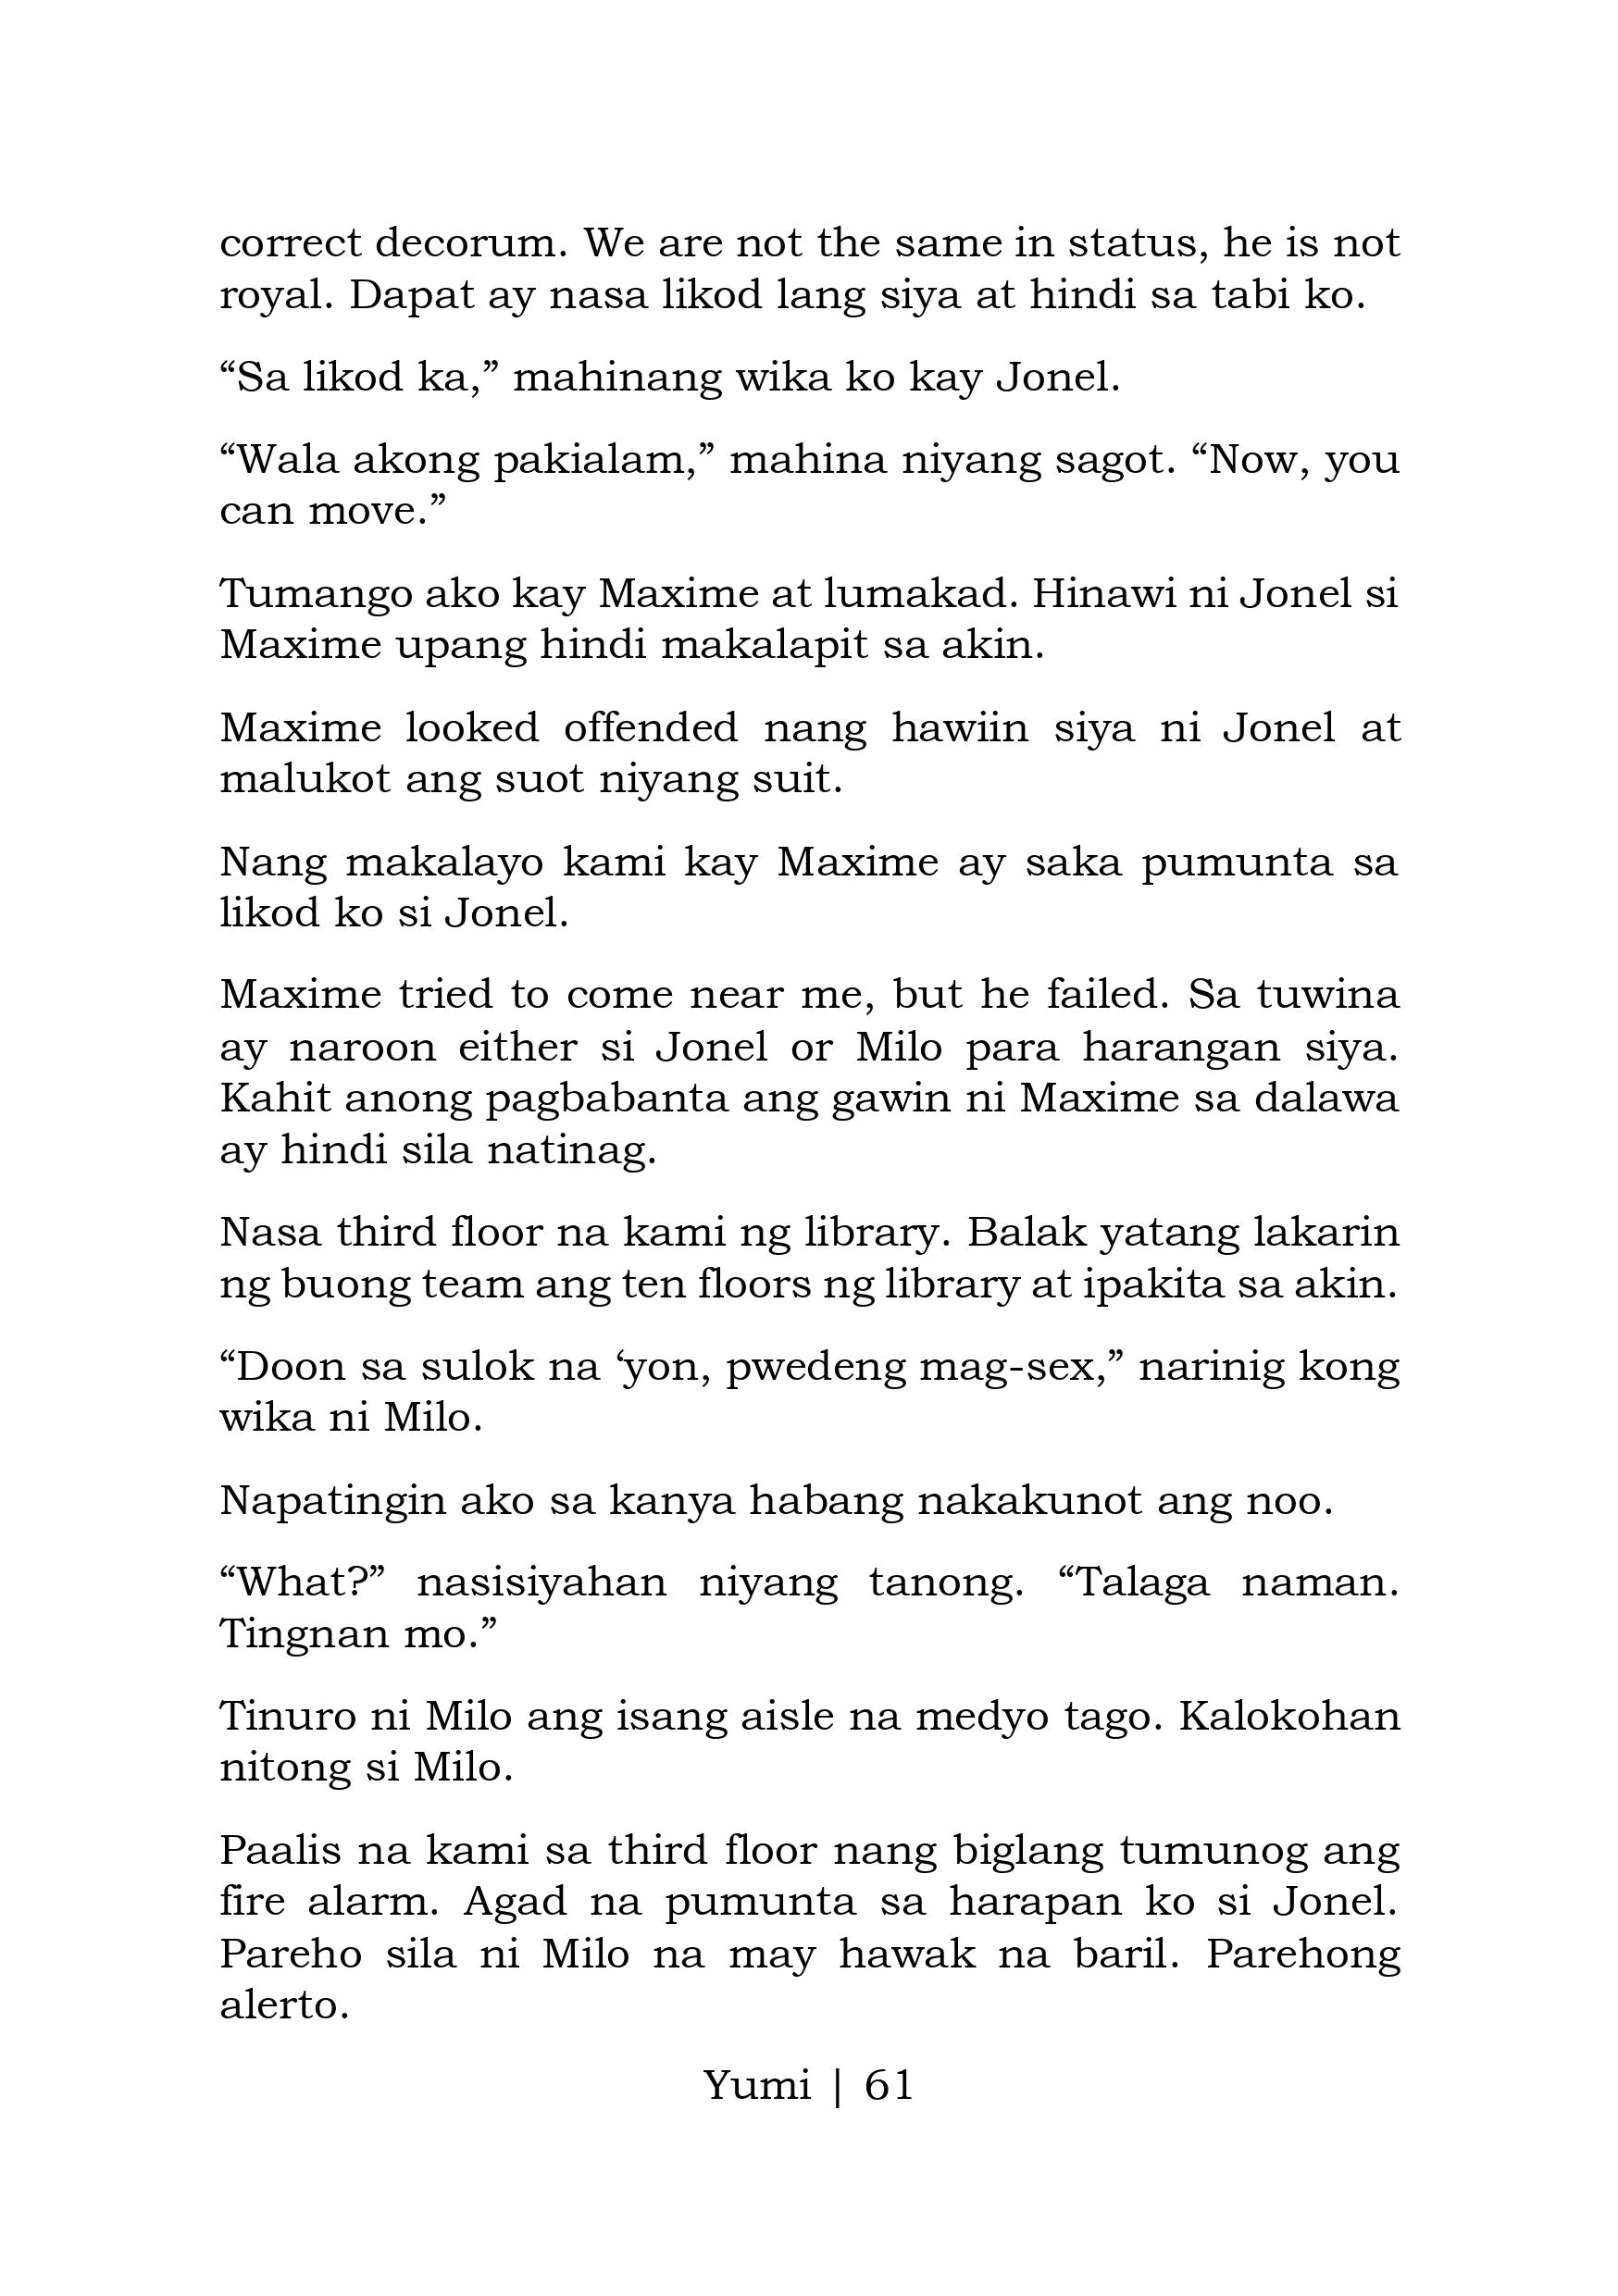 correct decorum. We are not the same in status, he is not
royal. Dapat ay nasa likod lang siya at hindi sa tabi ko.
“Sa likod ka,” mahinang wika ko kay Jonel.
“Wala akong pakialam,” mahina niyang sagot. “Now, you
can move.”
Tumango ako kay Maxime at lumakad. Hinawi ni Jonel si
Maxime upang hindi makalapit sa akin.
Maxime looked offended nang hawiin siya ni Jonel at
malukot ang suot niyang suit.
Nang makalayo kami kay Maxime ay saka pumunta sa
likod ko si Jonel.
Maxime tried to come near me, but he failed. Sa tuwina
ay naroon either si Jonel or Milo para harangan siya.
Kahit anong pagbabanta ang gawin ni Maxime sa dalawa
ay hindi sila natinag.
Nasa third floor na kami ng library. Balak yatang lakarin
ng buong team ang ten floors ng library at ipakita sa akin.
“Doon sa sulok na ‘yon, pwedeng mag-sex,” narinig kong
wika ni Milo.
Napatingin ako sa kanya habang nakakunot ang noo.
“What?” nasisiyahan niyang tanong. “Talaga naman.
Tingnan mo.”
Tinuro ni Milo ang isang aisle na medyo tago. Kalokohan
nitong si Milo.
Paalis na kami sa third floor nang biglang tumunog ang
fire alarm. Agad na pumunta sa harapan ko si Jonel.
Pareho sila ni Milo na may hawak na baril. Parehong
alerto.
Yumi | 61